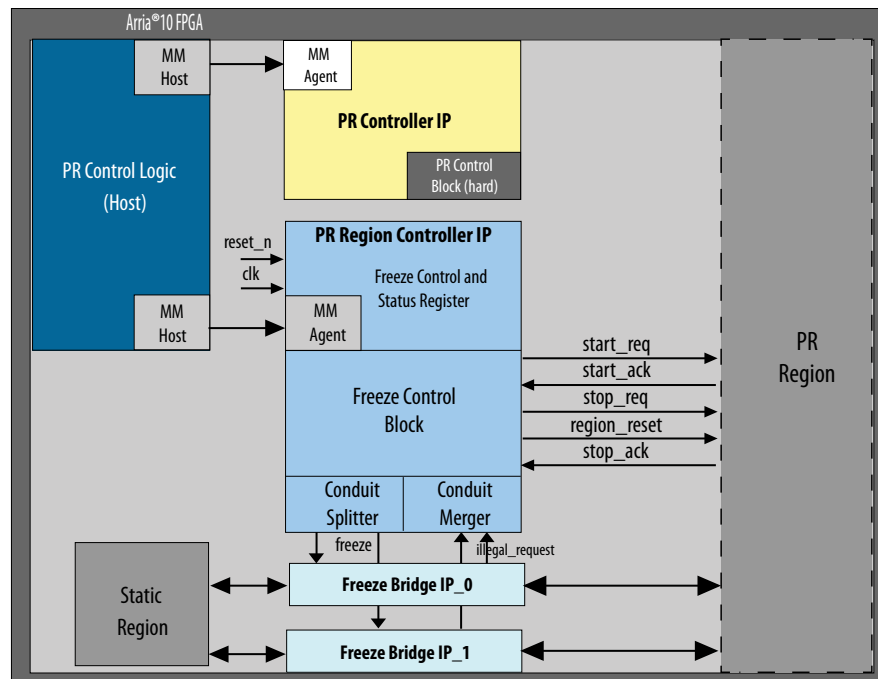 Arria®10 FPGA
MM
Host
MM
Agent
PR Controller IP
PR Control
Block (hard)
PR Control Logic
(Host)
reset_n
clk
PR Region Controller IP
Freeze Control and
Status Register
MM
Host
MM
Agent
Freeze Control
Block
start_req
start_ack
stop_req
region_reset
stop_ack
PR
Region
Conduit
Splitter
Conduit
Merger
freeze
illegal_request
Static
Region
Freeze Bridge IP_0
Freeze Bridge IP_1